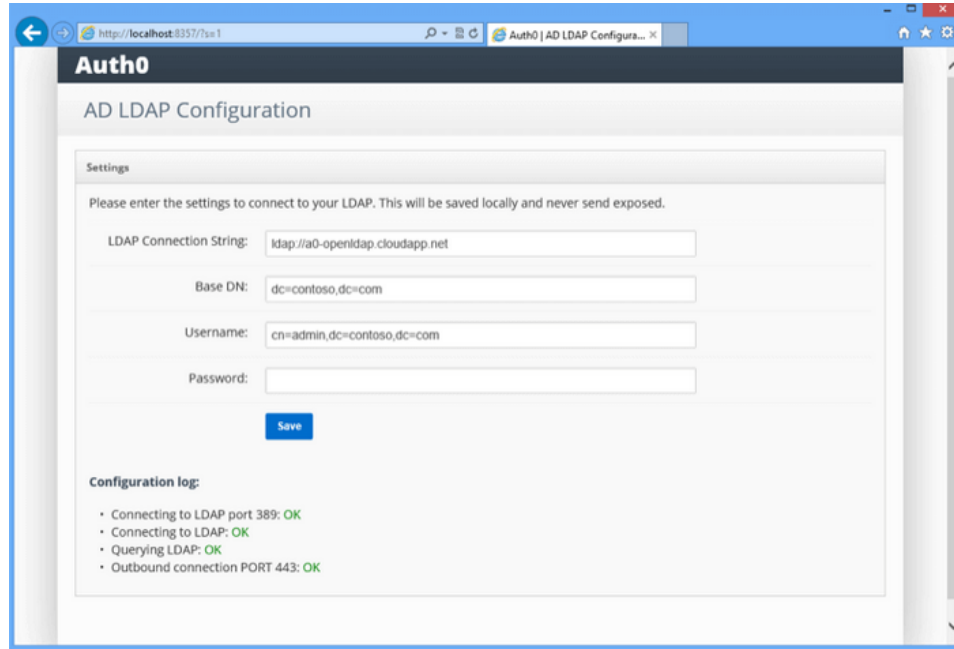 http://localhost:8357/?s=1
Auth0 | AD LDAP Configura...
Auth0
AD LDAP Configuration
Settings
Please enter the settings to connect to your LDAP. This will be saved locally and never send exposed.
LDAP Connection String: ldap://a0-openldap.cloudapp.net
Base DN: dc=contoso,dc=com
Username: cn=admin,dc=contoso,dc=com
Password:
Save
Configuration log:
• Connecting to LDAP port 389: OK
• Connecting to LDAP: OK
• Querying LDAP: OK
• Outbound connection PORT 443: OK